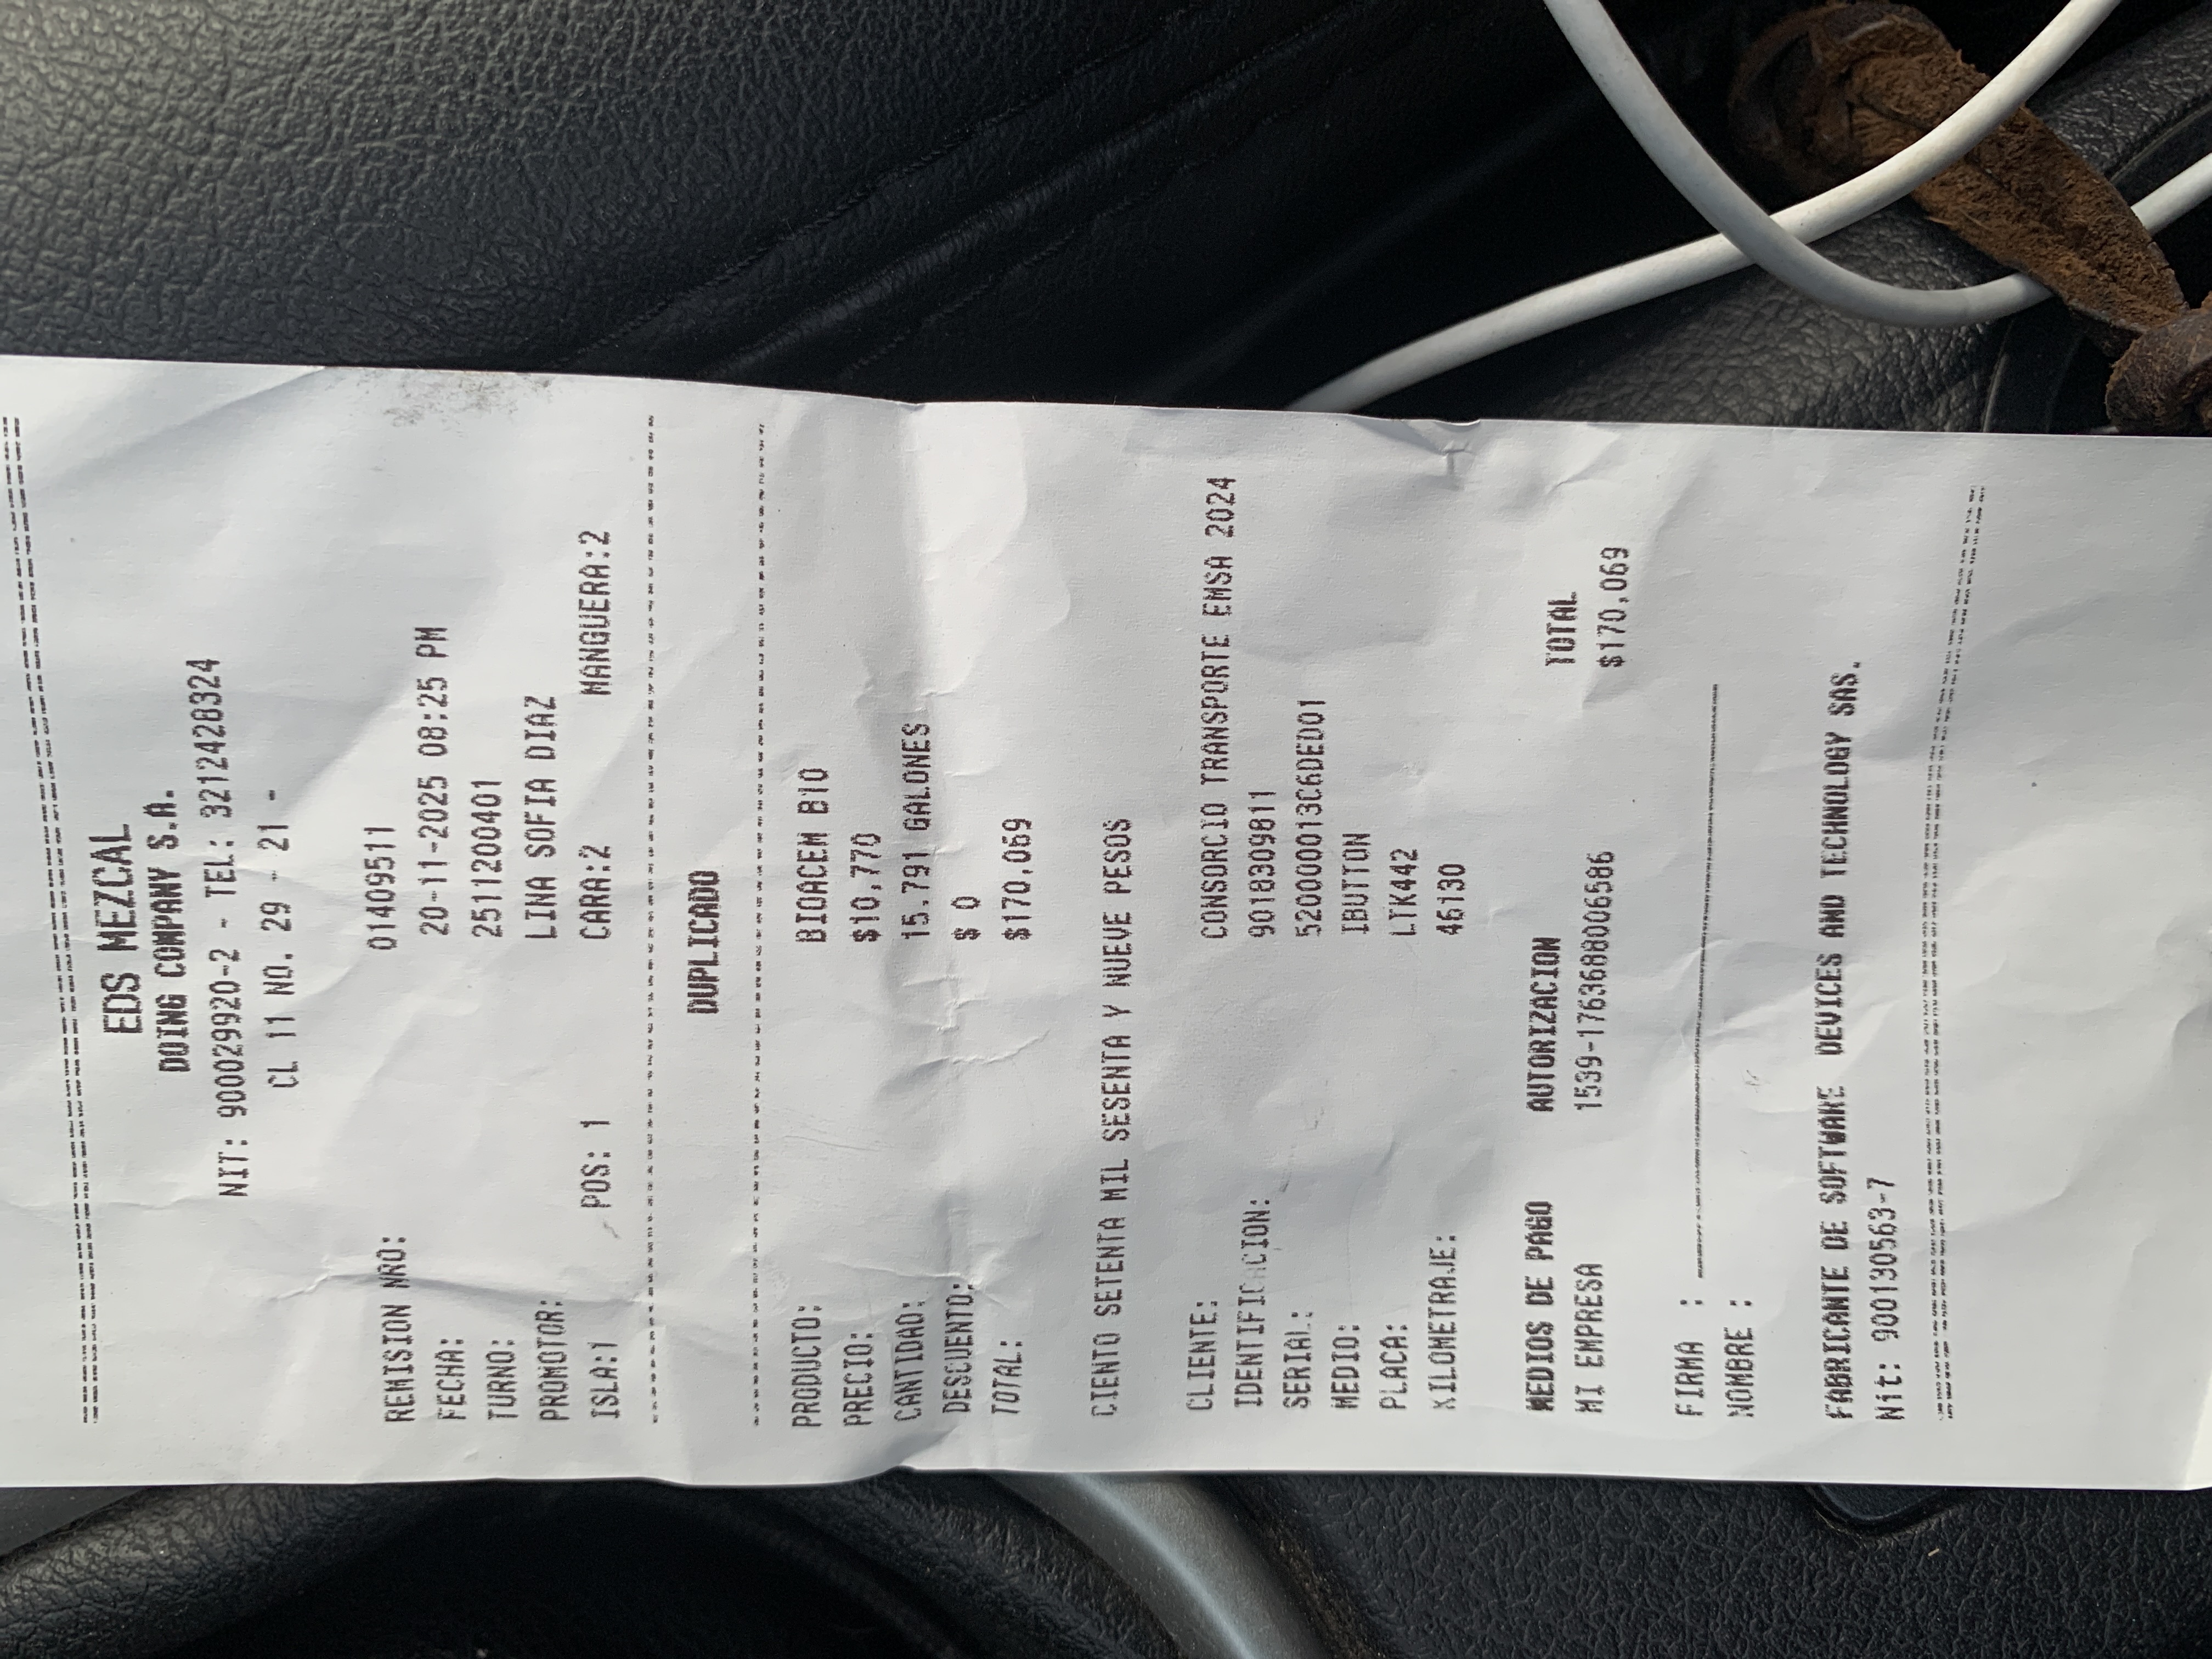 EDS MEZCAL
DOING COMPANY S.A.
NIT: 900029920-2 - TEL: 3212428324
CL 11 NO. 29 - 21 -
REMISION NRO: 01409511
FECHA: 20-11-2025 08:25 PM
TURNO: 2511200401
PROMOTOR: LINA SOFIA DIAZ
ISLA:1 POS: 1 CARA:2 MANGUERA:2
DUPLICADO
PRODUCTO: BIOACEM B10
PRECIO: $10,770
CANTIDAD: 15.791 GALONES
DESCUENTO: $ 0
TOTAL: $170,069
CIENTO SETENTA MIL SESENTA Y NUEVE PESOS
CLIENTE: CONSORCIO TRANSPORTE EMSA 2024
IDENTIFICACION: 9018309811
SERIAL: 520000013C6DED01
MEDIO: IBUTTON
PLACA: LTK442
KILOMETRAJE: 46130
MEDIOS DE PAGO AUTORIZACION TOTAL
MI EMPRESA 1539-1763688006586 $170,069
FIRMA :
NOMBRE :
FABRICANTE DE SOFTWARE DEVICES AND TECHNOLOGY SAS.
Nit: 900130563-7